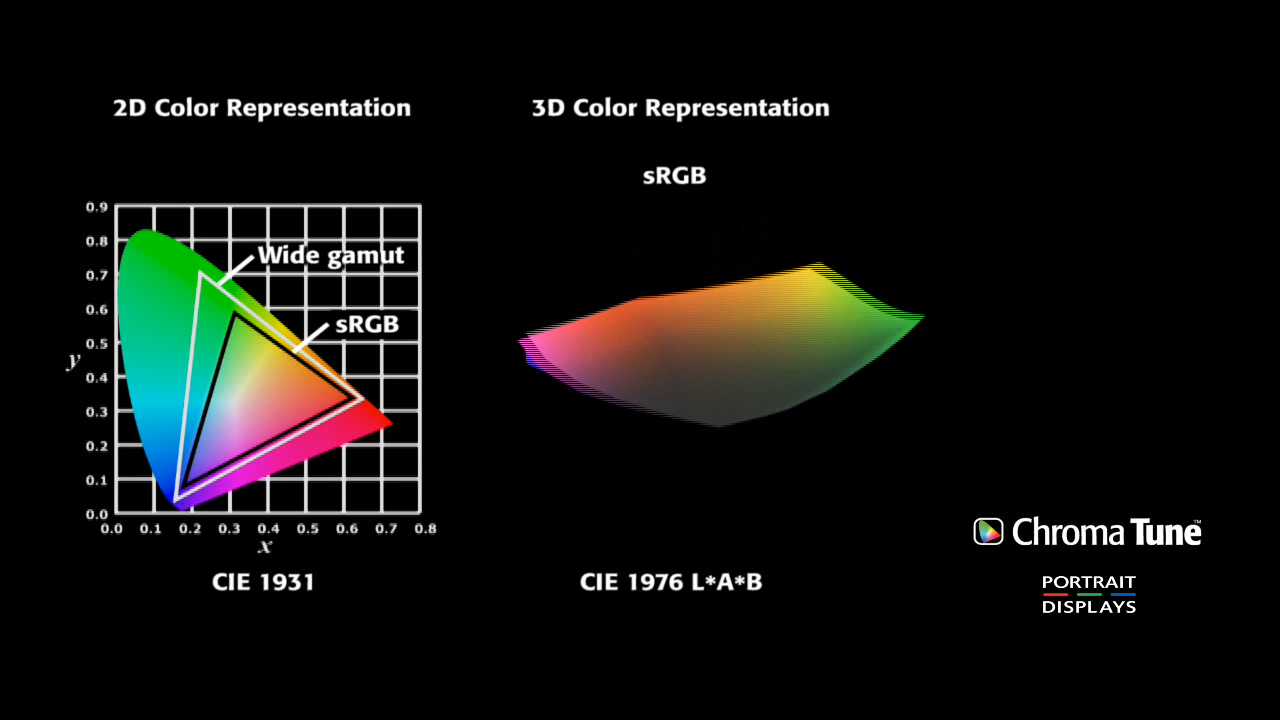 2D Color Representation
3D Color Representation
sRGB
0.9
0.8
0.7
0.6
0.5
0.4
0.3
0.2
0.1
0.0
y
Wide gamut
sRGB
0.0 0.1 0.2 0.3 0.4 0.5 0.6 0.7 0.8
x
CIE 1931
CIE 1976 L*A*B
Chroma Tune™
PORTRAIT
DISPLAYS